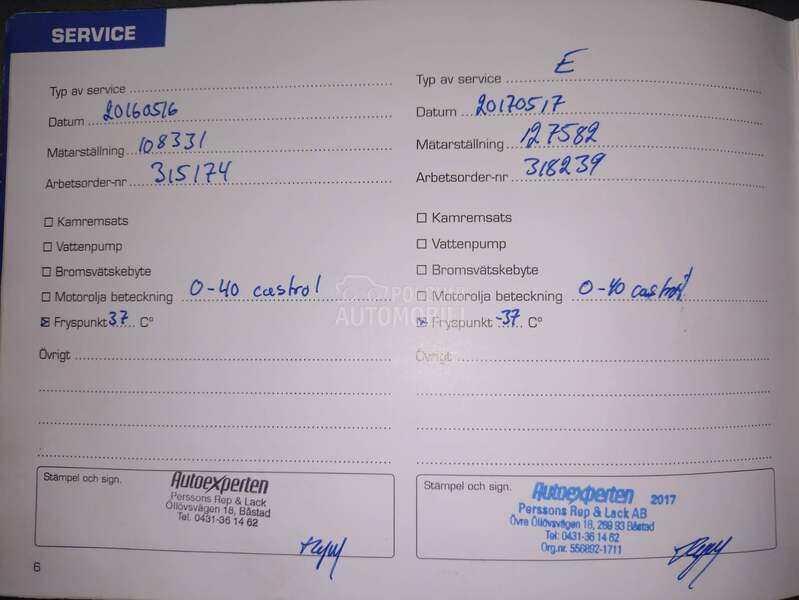 SERVICE
Typ av service
Datum 20160516
Mätarställning 108331
Arbetsorder-nr 315174
Kamremsats
Vattenpump
Bromsvätskebyte
Motorolja beteckning 0-40 castrol
Fryspunkt 37 C°
Övrigt
Stämpel och sign.
Autoexperten
Perssons Rep & Lack
Öllövsvägen 18, Båstad
Tel. 0431-36 14 62
6
Typ av service E
Datum 20170517
Mätarställning 127582
Arbetsorder-nr 318239
Kamremsats
Vattenpump
Bromsvätskebyte
Motorolja beteckning 0-40 castrol
Fryspunkt -37 C°
Övrigt
Stämpel och sign.
Autoexperten 2017
Perssons Rep & Lack AB
Övre Öllövsvägen 18, 269 93 Båstad
Tel: 0431-36 14 62
Org.nr. 556892-1711
AUTOMOBILI